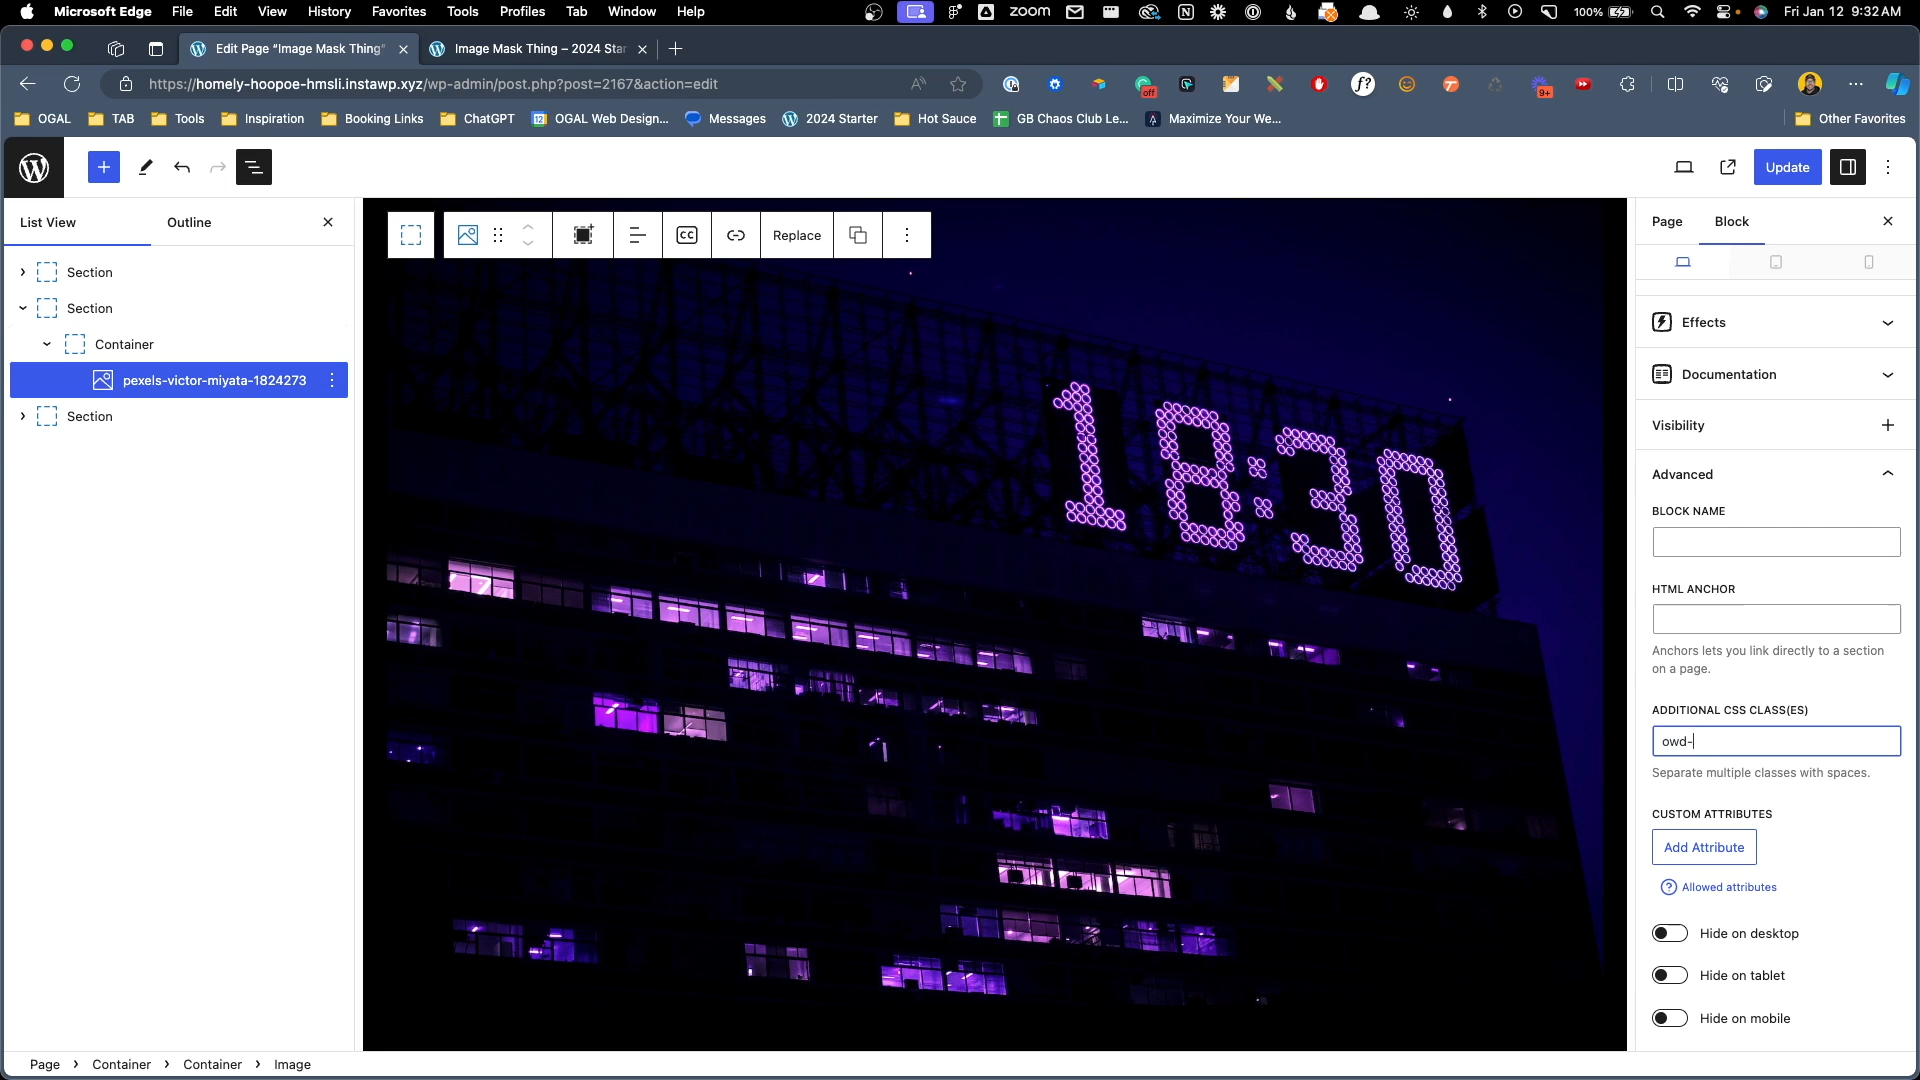 Microsoft Edge File Edit View History Favorites Tools Profiles Tab Window Help zoom 100% Fri Jan 12 9:32 AM
Edit Page “Image Mask Thing” Image Mask Thing – 2024 Star
https://homely-hoopoe-hmsli.instawp.xyz/wp-admin/post.php?post=2167&action=edit off f? 9+
OGAL TAB Tools Inspiration Booking Links ChatGPT 12 OGAL Web Design... Messages 2024 Starter Hot Sauce GB Chaos Club Le... Maximize Your We... Other Favorites
Update
List View Outline
Page Block
CC Replace
Section
Section
Container
pexels-victor-miyata-1824273
Section
18:30
Effects
Documentation
Visibility
Advanced
BLOCK NAME
HTML ANCHOR
Anchors lets you link directly to a section
on a page.
ADDITIONAL CSS CLASS(ES)
owd-
Separate multiple classes with spaces.
CUSTOM ATTRIBUTES
Add Attribute
Allowed attributes
Hide on desktop
Hide on tablet
Hide on mobile
Page Container Container Image